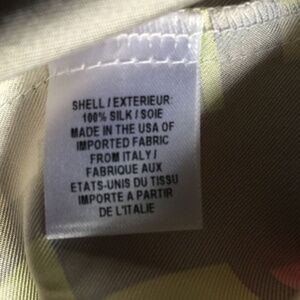 SHELL / EXTERIEUR:
100% SILK / SOIE
MADE IN THE USA OF
IMPORTED FABRIC
FROM ITALY /
FABRIQUE AUX
ETATS-UNIS DU TISSU
IMPORTE A PARTIR
DE L'ITALIE